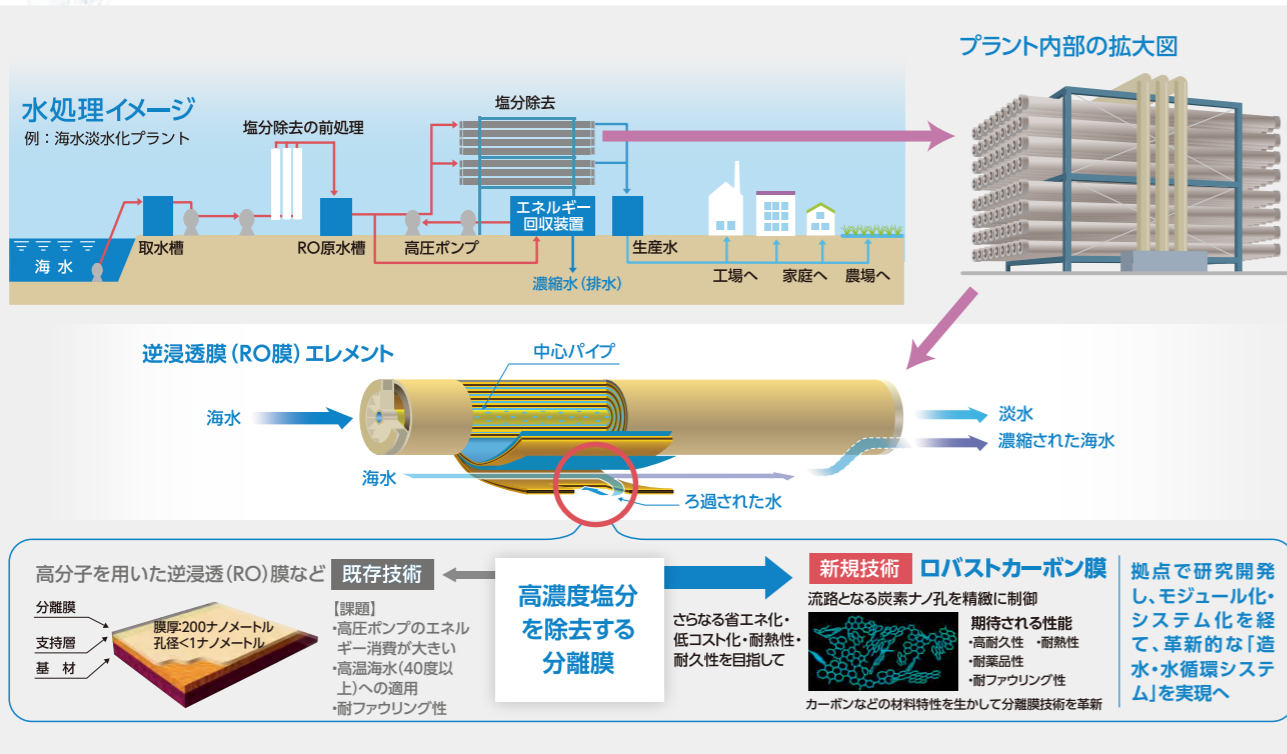 プラント内部の拡大図
水処理イメージ
例：海水淡水化プラント
塩分除去の前処理
塩分除去
海 水
取水槽
RO原水槽
高圧ポンプ
エネルギー
回収装置
濃縮水（排水）
生産水
工場へ
家庭へ
農場へ
逆浸透膜（RO膜）エレメント
中心パイプ
海水
淡水
濃縮された海水
海水
ろ過された水
高分子を用いた逆浸透（RO）膜など
既存技術
分離膜
支持層
基 材
膜厚:200ナノメートル
孔径<1ナノメートル
【課題】
・高圧ポンプのエネル
ギー消費が大きい
・高温海水(40度以
上)への適用
・耐ファウリング性
高濃度塩分
を除去する
分離膜
さらなる省エネ化・
低コスト化・耐熱性・
耐久性を目指して
新規技術 ロバストカーボン膜
流路となる炭素ナノ孔を精緻に制御
期待される性能
・高耐久性 ・耐熱性
・耐薬品性
・耐ファウリング性
カーボンなどの材料特性を生かして分離膜技術を革新
拠点で研究開発
し、モジュール化・
システム化を経
て、革新的な「造
水・水循環システ
ム」を実現へ